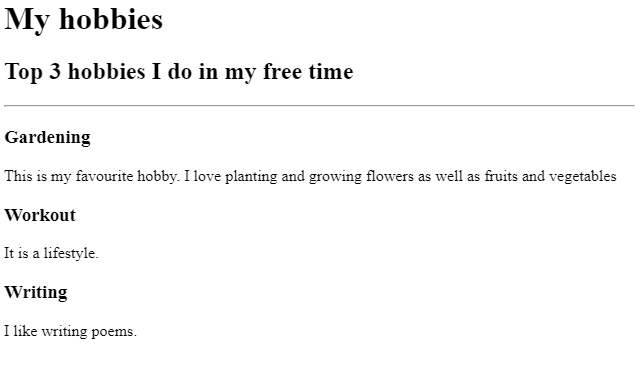 My hobbies
Top 3 hobbies I do in my free time
Gardening
This is my favourite hobby. I love planting and growing flowers as well as fruits and vegetables
Workout
It is a lifestyle.
Writing
I like writing poems.